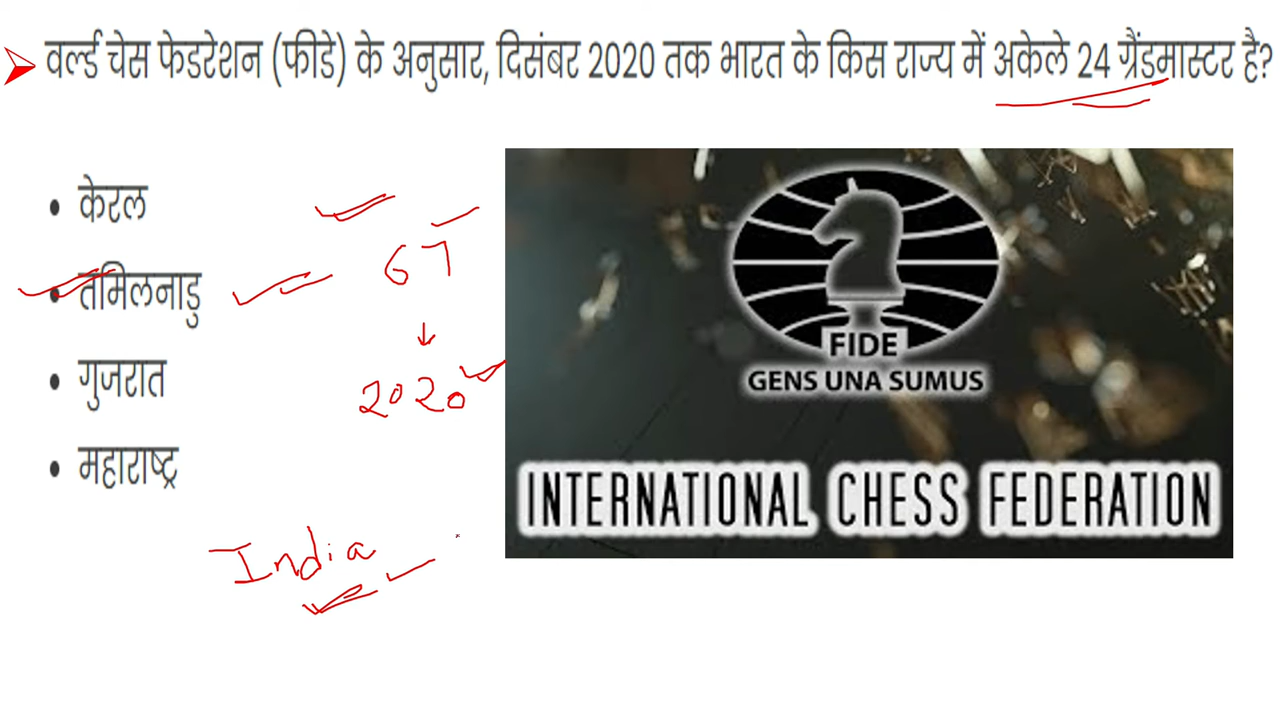 वर्ल्ड चेस फेडरेशन (फीडे) के अनुसार, दिसंबर 2020 तक भारत के किस राज्य में अकेले 24 ग्रैंडमास्टर है?
केरल
67
तमिलनाडु
FIDE
गुजरात
GENS UNA SUMUS
2020
महाराष्ट्र
INTERNATIONAL CHESS FEDERATION
India